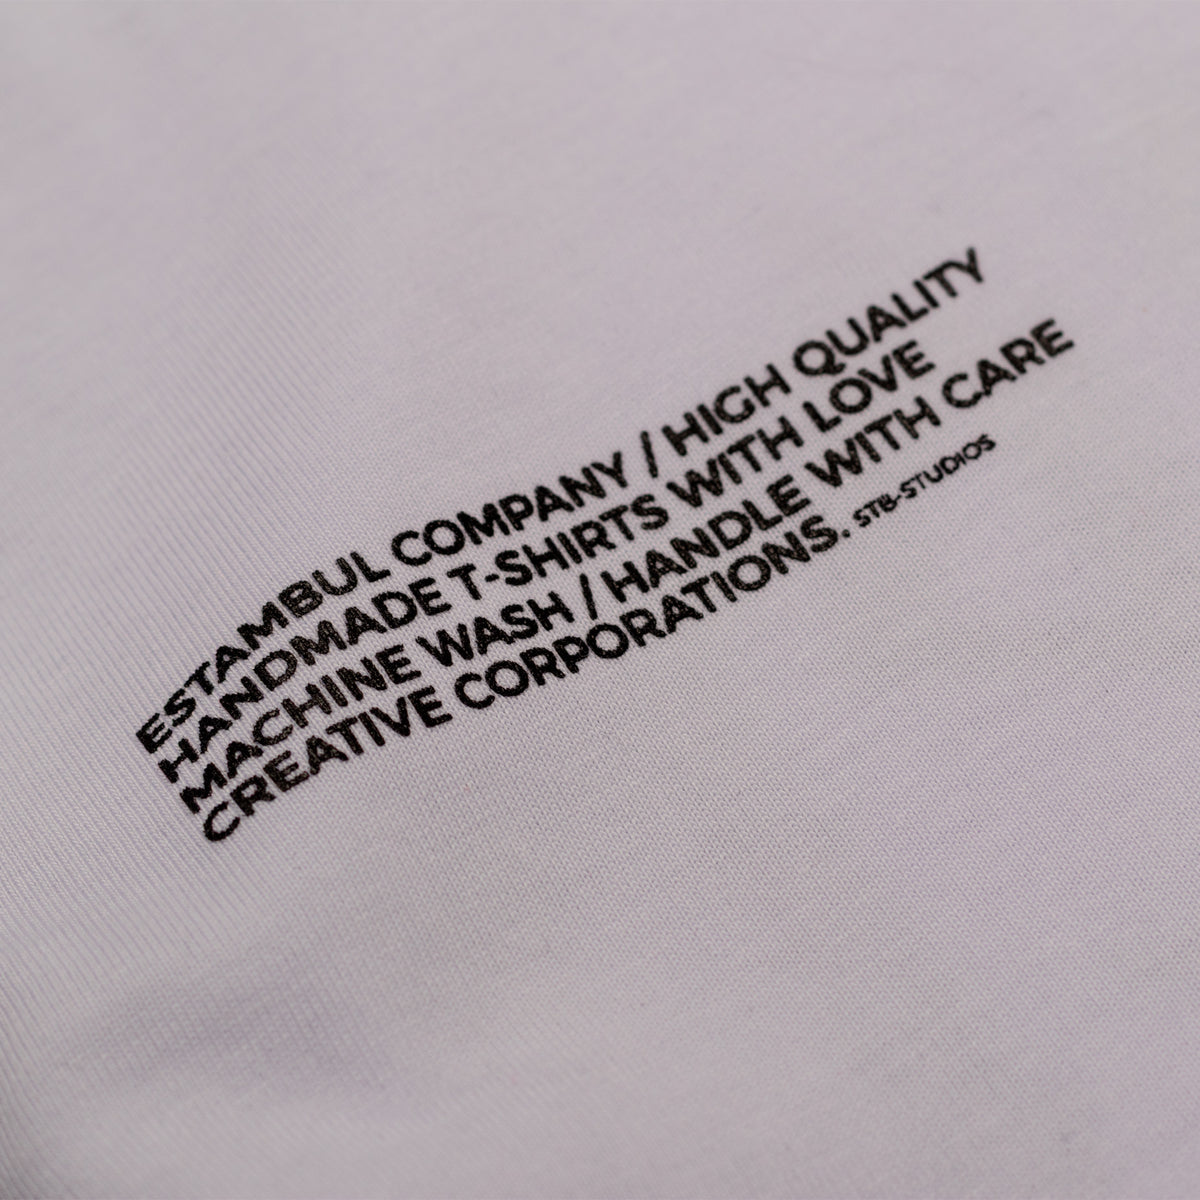 ESTAMBUL COMPANY / HIGH QUALITY
HANDMADE T-SHIRTS WITH LOVE
MACHINE WASH / HANDLE WITH CARE
CREATIVE CORPORATIONS. STB-STUDIOS